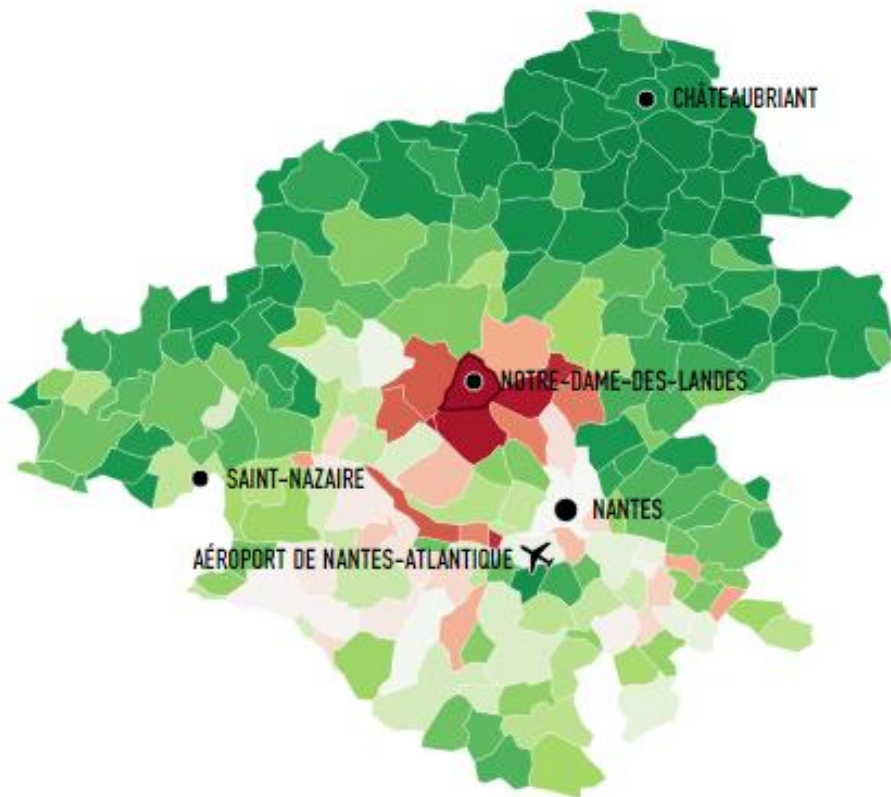 CHÂTEAUBRIANT
NOTRE-DAME-DES-LANDES
SAINT-NAZAIRE
NANTES
AÉROPORT DE NANTES-ATLANTIQUE